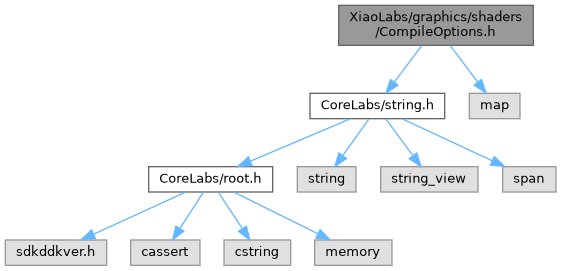 XiaoLabs/graphics/shaders
/CompileOptions.h
CoreLabs/string.h
map
CoreLabs/root.h
string
string_view
span
sdkddkver.h
cassert
cstring
memory